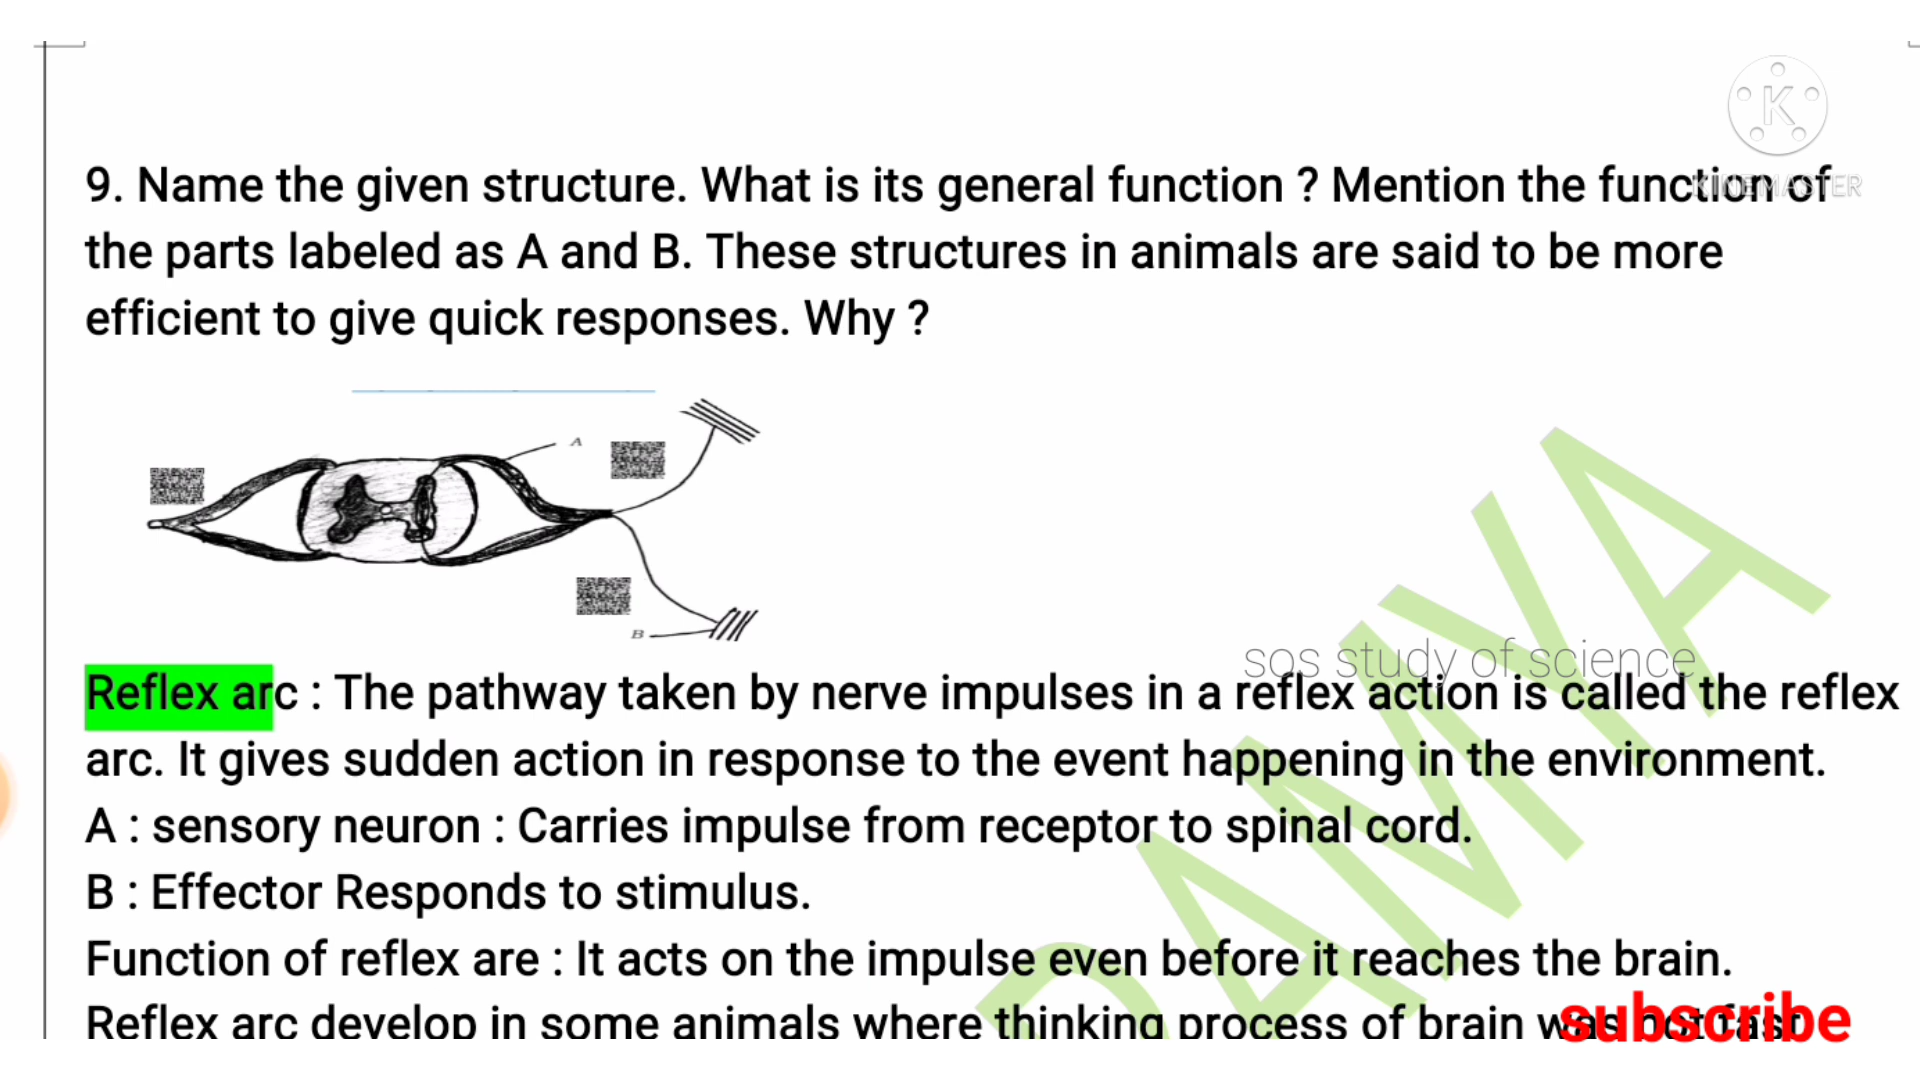 K
KINEMASTER
9. Name the given structure. What is its general function ? Mention the function of
the parts labeled as A and B. These structures in animals are said to be more
efficient to give quick responses. Why ?
A
B
sos study of science
Reflex arc : The pathway taken by nerve impulses in a reflex action is called the reflex
arc. It gives sudden action in response to the event happening in the environment.
A : sensory neuron : Carries impulse from receptor to spinal cord.
B : Effector Responds to stimulus.
Function of reflex are : It acts on the impulse even before it reaches the brain.
Reflex arc develop in some animals where thinking process of brain was not fast
subscribe
RAMYA